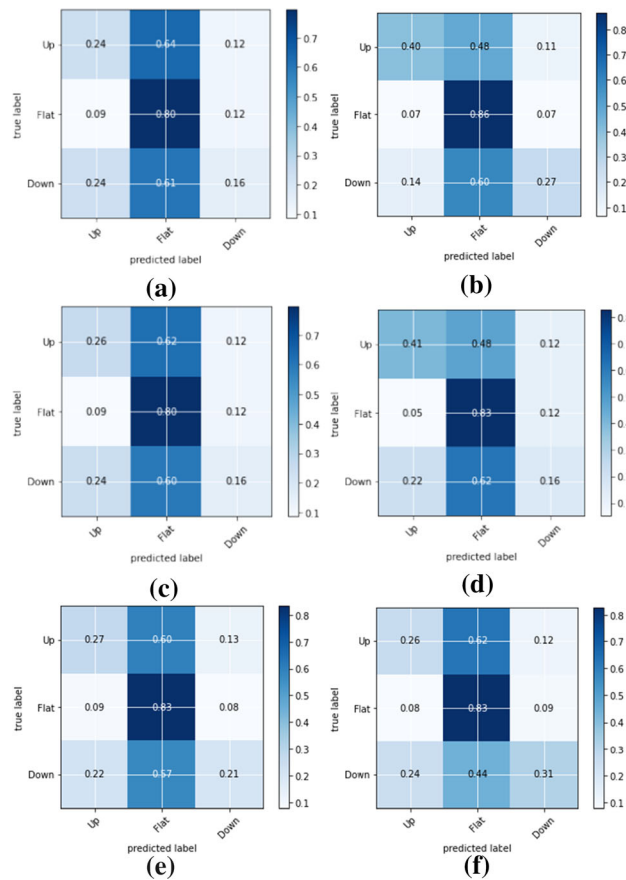 Up 0.24 0.64 0.12
Flat 0.09 0.80 0.12
Down 0.24 0.61 0.16
true label
Up Flat Down
predicted label
0.7
0.6
0.5
0.4
0.3
0.2
0.1
(a)
Up 0.40 0.48 0.11
Flat 0.07 0.86 0.07
Down 0.14 0.60 0.27
true label
Up Flat Down
predicted label
0.8
0.7
0.6
0.5
0.4
0.3
0.2
0.1
(b)
Up 0.26 0.62 0.12
Flat 0.09 0.80 0.12
Down 0.24 0.60 0.16
true label
Up Flat Down
predicted label
0.7
0.6
0.5
0.4
0.3
0.2
0.1
(c)
Up 0.41 0.48 0.12
Flat 0.05 0.83 0.12
Down 0.22 0.62 0.16
true label
Up Flat Down
predicted label
(d)
Up 0.27 0.60 0.13
Flat 0.09 0.83 0.08
Down 0.22 0.57 0.21
true label
Up Flat Down
predicted label
0.8
0.7
0.6
0.5
0.4
0.3
0.2
0.1
(e)
Up 0.26 0.62 0.12
Flat 0.08 0.83 0.09
Down 0.24 0.44 0.31
true label
Up Flat Down
predicted label
0.8
0.7
0.6
0.5
0.4
0.3
0.2
0.1
(f)